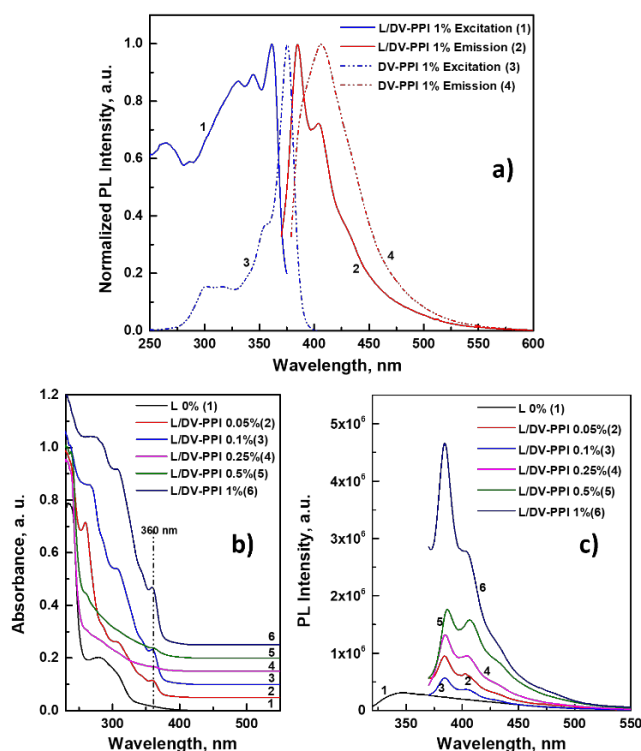 L/DV-PPI 1% Excitation (1)
L/DV-PPI 1% Emission (2)
DV-PPI 1% Excitation (3)
DV-PPI 1% Emission (4)
Normalized PL Intensity, a.u.
1.0
0.8
0.6
0.4
0.2
0.0
1
3
2
4
a)
250 300 350 400 450 500 550 600
Wavelength, nm
L 0% (1)
L/DV-PPI 0.05%(2)
L/DV-PPI 0.1%(3)
L/DV-PPI 0.25%(4)
L/DV-PPI 0.5%(5)
L/DV-PPI 1%(6)
Absorbance, a. u.
1.2
1.0
0.8
0.6
0.4
0.2
0.0
360 nm
b)
6
5
4
3
2
1
250 350 450 550
Wavelength, nm
L 0% (1)
L/DV-PPI 0.05%(2)
L/DV-PPI 0.1%(3)
L/DV-PPI 0.25%(4)
L/DV-PPI 0.5%(5)
L/DV-PPI 1%(6)
PL Intensity, a.u.
5x10⁶
4x10⁶
3x10⁶
2x10⁶
1x10⁶
0
c)
6
5
4
2
3
1
350 400 450 500 550
Wavelength, nm